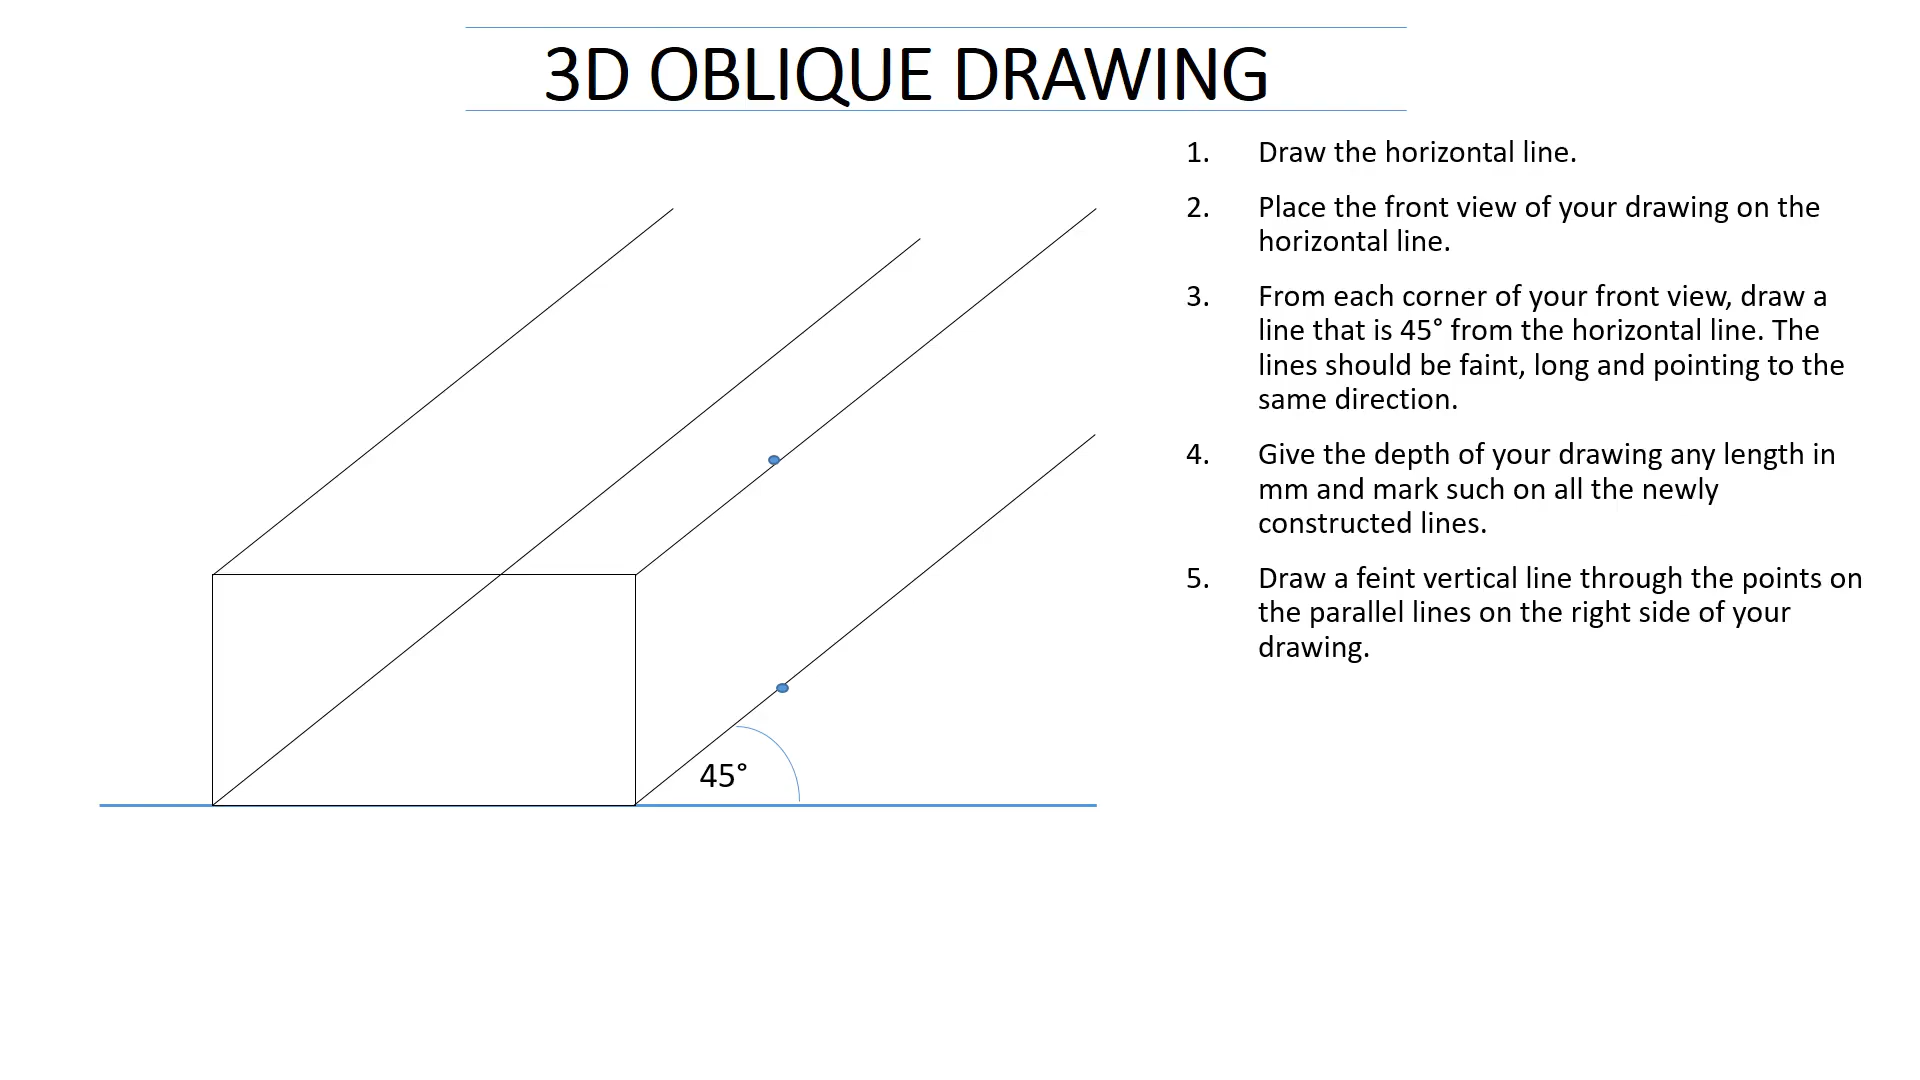 3D OBLIQUE DRAWING
1. Draw the horizontal line.
2. Place the front view of your drawing on the
horizontal line.
3. From each corner of your front view, draw a
line that is 45° from the horizontal line. The
lines should be faint, long and pointing to the
same direction.
4. Give the depth of your drawing any length in
mm and mark such on all the newly
constructed lines.
5. Draw a feint vertical line through the points on
the parallel lines on the right side of your
drawing.
45°